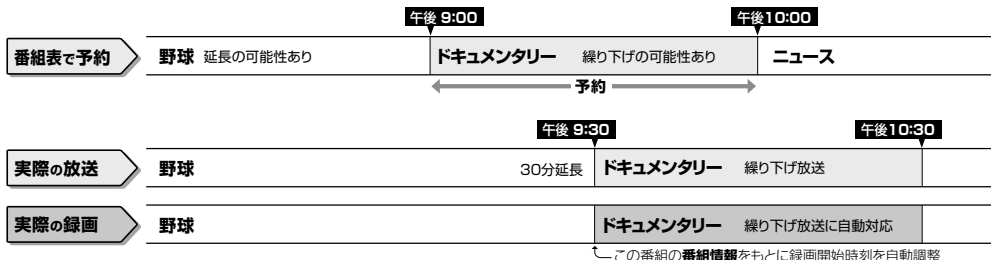 午後 9:00 午後10:00
番組表で予約 野球 延長の可能性あり ドキュメンタリー 繰り下げの可能性あり ニュース
予約
午後 9:30 午後10:30
実際の放送 野球 30分延長 ドキュメンタリー 繰り下げ放送
実際の録画 野球 ドキュメンタリー 繰り下げ放送に自動対応
この番組の番組情報をもとに録画開始時刻を自動調整